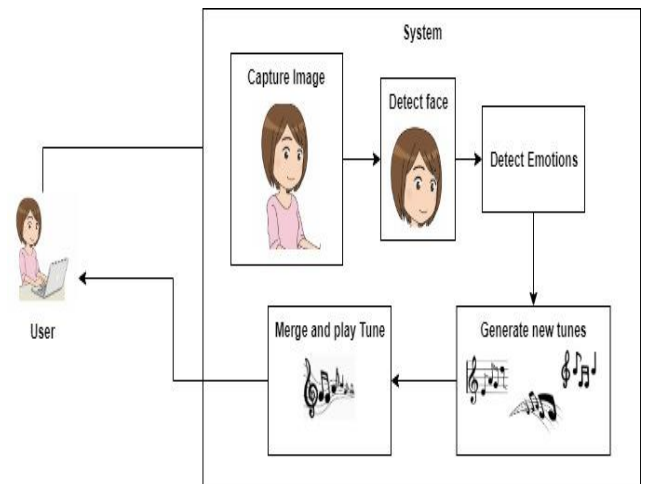 System
Capture Image
Detect face
Detect Emotions
User
Merge and play Tune
Generate new tunes